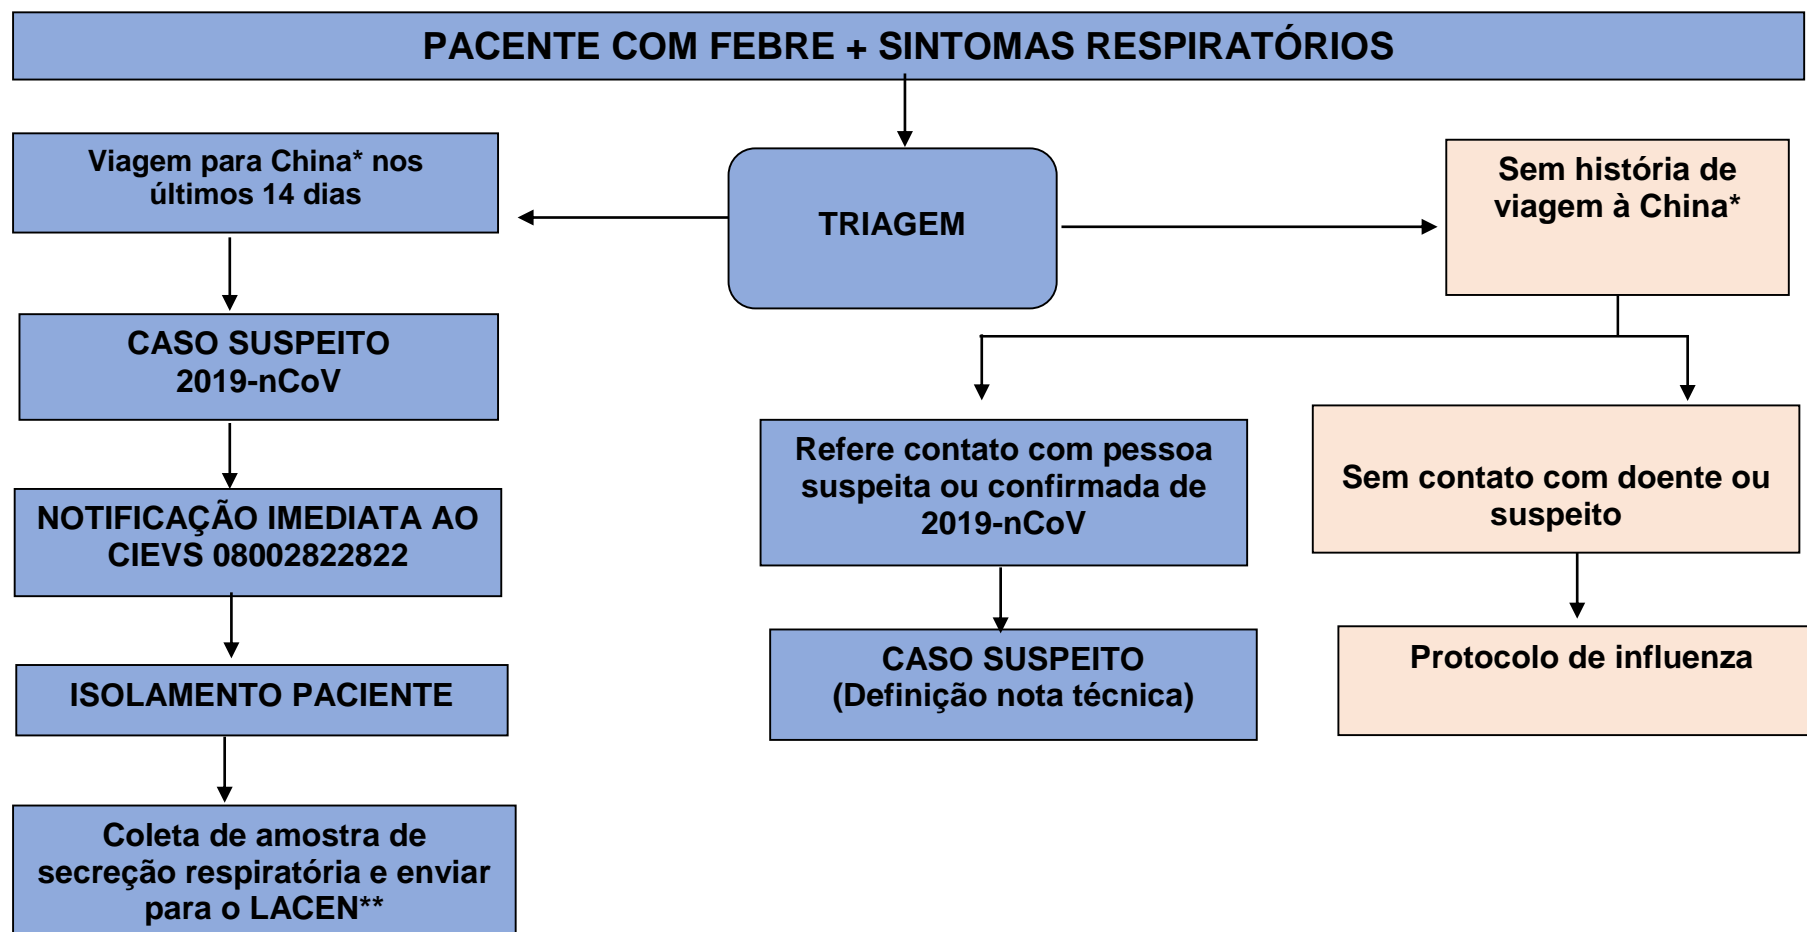 PACENTE COM FEBRE + SINTOMAS RESPIRATÓRIOS
Viagem para China* nos
últimos 14 dias
TRIAGEM
Sem história de
viagem à China*
CASO SUSPEITO
2019-nCoV
Refere contato com pessoa
suspeita ou confirmada de
2019-nCoV
Sem contato com doente ou
suspeito
NOTIFICAÇÃO IMEDIATA AO
CIEVS 08002822822
CASO SUSPEITO
(Definição nota técnica)
Protocolo de influenza
ISOLAMENTO PACIENTE
Coleta de amostra de
secreção respiratória e enviar
para o LACEN**